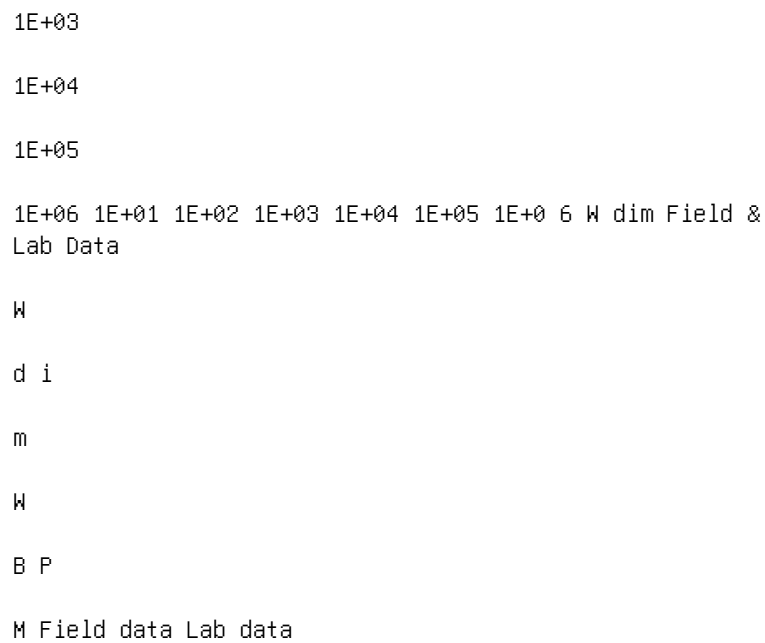 1E+03
1E+04
1E+05
1E+06 1E+01 1E+02 1E+03 1E+04 1E+05 1E+0 6 W dim Field &
Lab Data
W
d i
m
W
B P
M Field data Lab data